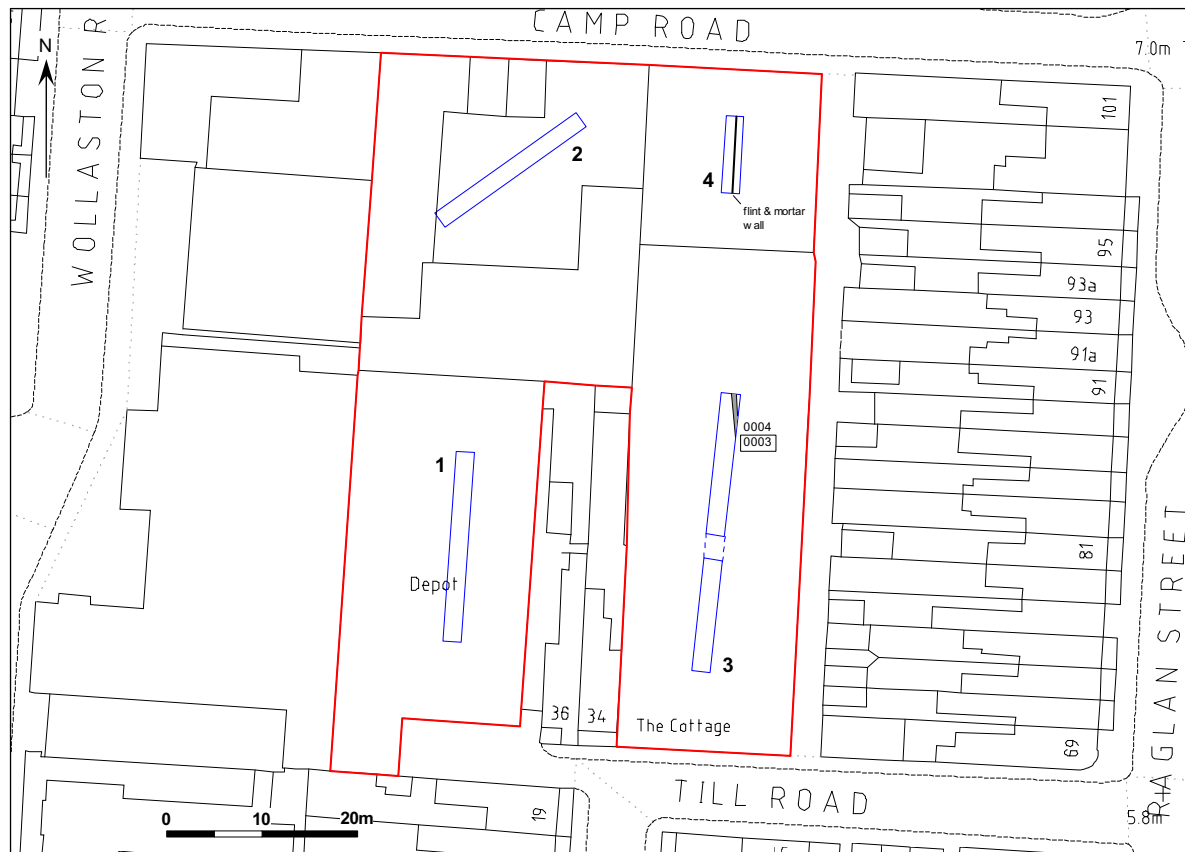 CAMP ROAD
7.0m
N
WOLLASTON R
101
2
4
flint & mortar
wall
95
93a
93
91a
91
0004
0003
1
81
Depot
3
36
34
The Cottage
69
RAGLAN STREET
TILL ROAD
5.8m
0 10 20m
19